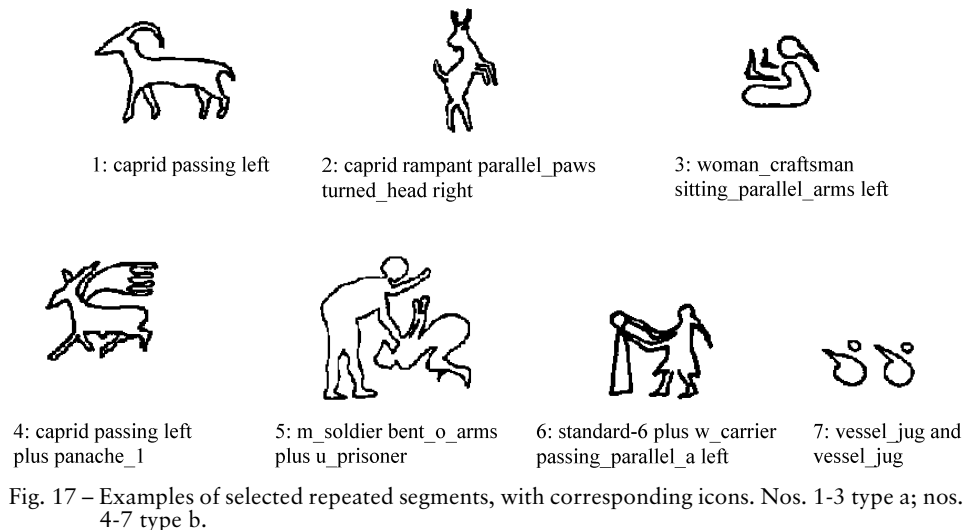 1: caprid passing left
2: caprid rampant parallel_paws
turned_head right
3: woman_craftsman
sitting_parallel_arms left
4: caprid passing left
plus panache_1
5: m_soldier bent_o_arms
plus u_prisoner
6: standard-6 plus w_carrier
passing_parallel_a left
7: vessel_jug and
vessel_jug
Fig. 17 – Examples of selected repeated segments, with corresponding icons. Nos. 1-3 type a; nos.
4-7 type b.